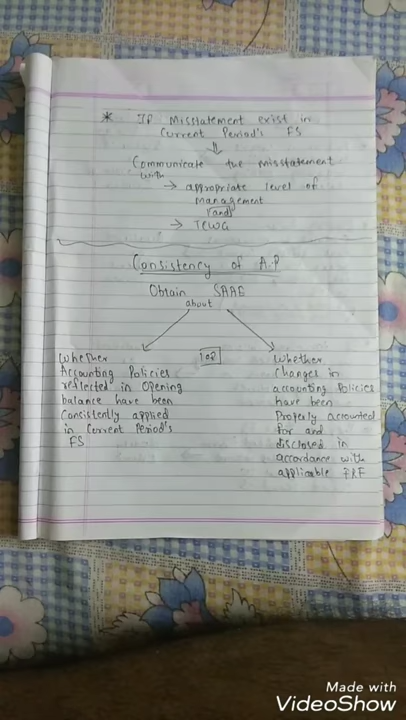 * IF Misstatement exist in
Current Period's FS
⇓
Communicate the misstatement
with
→ appropriate level of
management
and
→ TCWG
Consistency of A.P
Obtain SAAE
about
Whether
Accounting Policies
reflected in Opening
balance have been
Consistently applied
in Current Period's
FS
Whether
Changes in
accounting Policies
have been
Properly accounted
for and
disclosed in
accordance with
applicable FRF
Made with
VideoShow